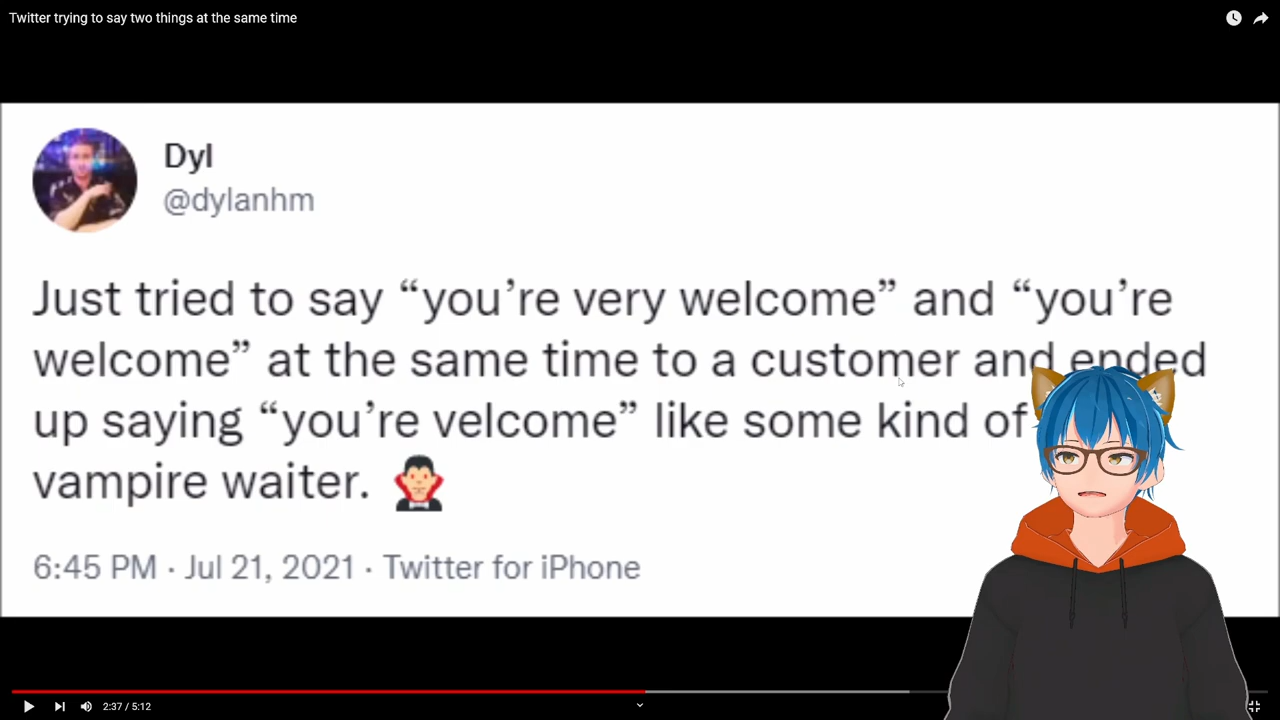 Twitter trying to say two things at the same time
Dyl
@dylanhm
Just tried to say “you’re very welcome” and “you’re
welcome” at the same time to a customer and ended
up saying “you’re velcome” like some kind of
vampire waiter. 🧛‍♂️
6:45 PM · Jul 21, 2021 · Twitter for iPhone
2:37 / 5:12